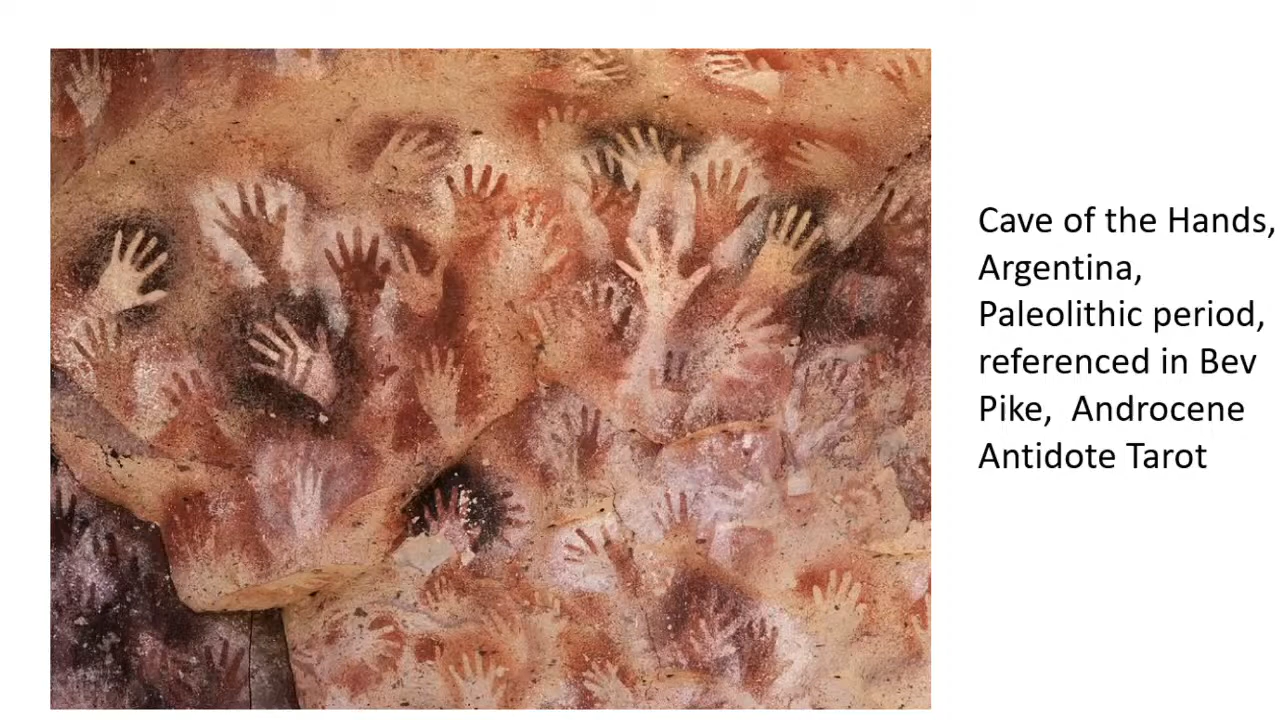 Cave of the Hands,
Argentina,
Paleolithic period,
referenced in Bev
Pike,  Androcene
Antidote Tarot